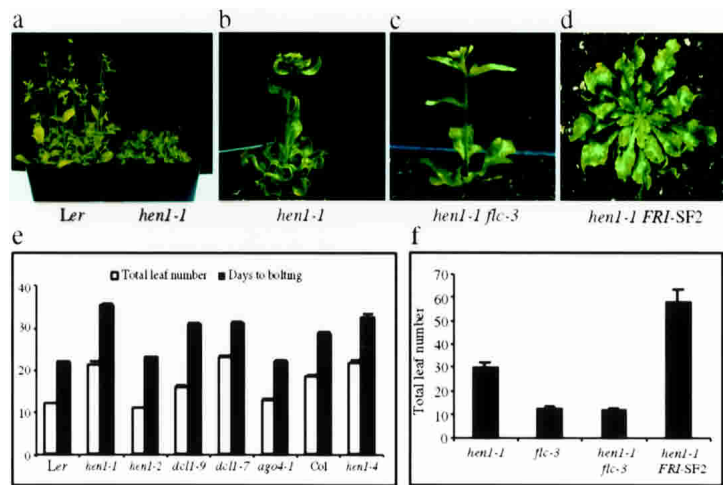 a
b
c
d
Ler
hen1-1
hen1-1
hen1-1 flc-3
hen1-1 FRI-SF2
e
f
Total leaf number
Days to bolting
40
30
20
10
0
Ler
hen1-1
hen1-2
dcl1-9
dcl1-7
ago4-1
Col
hen1-4
Total leaf number
70
60
50
40
30
20
10
0
hen1-1
flc-3
hen1-1
flc-3
hen1-1
FRI-SF2